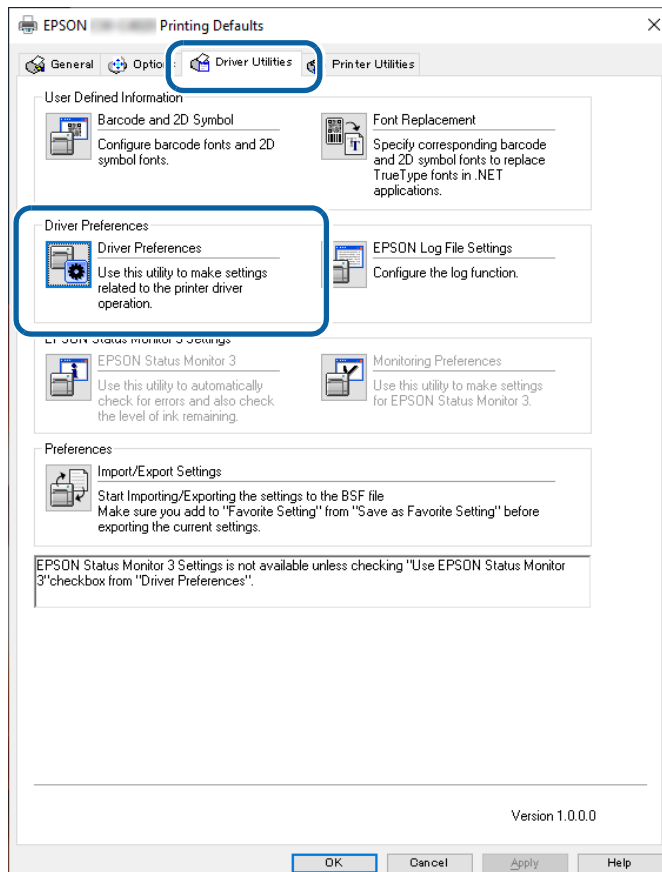 EPSON Printing Defaults
General
Option
Driver Utilities
Printer Utilities
User Defined Information
Barcode and 2D Symbol
Configure barcode fonts and 2D
symbol fonts.
Font Replacement
Specify corresponding barcode
and 2D symbol fonts to replace
TrueType fonts in .NET
applications.
Driver Preferences
Driver Preferences
Use this utility to make settings
related to the printer driver
operation.
EPSON Log File Settings
Configure the log function.
EPSON Status Monitor 3 Settings
EPSON Status Monitor 3
Use this utility to automatically
check for errors and also check
the level of ink remaining.
Monitoring Preferences
Use this utility to make settings
for EPSON Status Monitor 3.
Preferences
Import/Export Settings
Start Importing/Exporting the settings to the BSF file
Make sure you add to "Favorite Setting" from "Save as Favorite Setting" before
exporting the current settings.
EPSON Status Monitor 3 Settings is not available unless checking "Use EPSON Status Monitor
3"checkbox from "Driver Preferences".
Version 1.0.0.0
OK
Cancel
Apply
Help